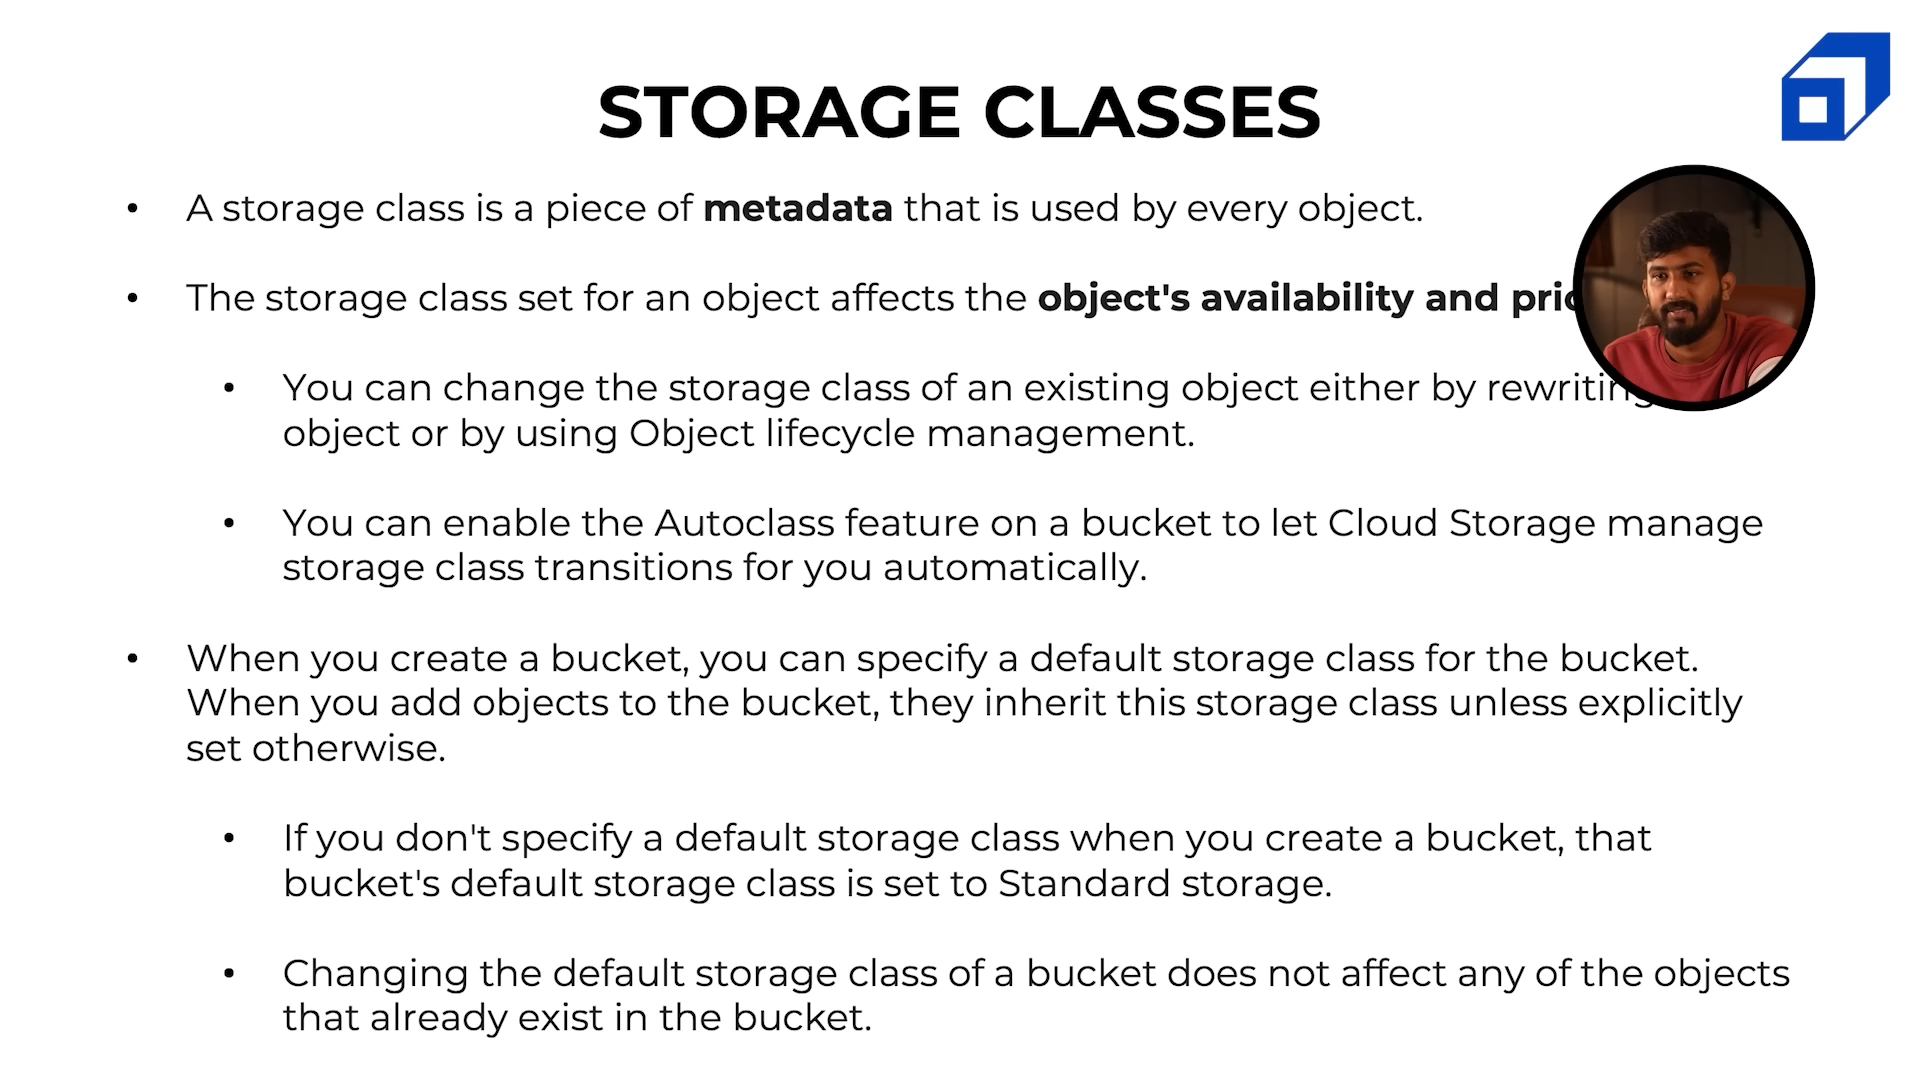 STORAGE CLASSES
• A storage class is a piece of metadata that is used by every object.
• The storage class set for an object affects the object's availability and
• You can change the storage class of an existing object either by rewriting
object or by using Object lifecycle management.
• You can enable the Autoclass feature on a bucket to let Cloud Storage manage
storage class transitions for you automatically.
• When you create a bucket, you can specify a default storage class for the bucket.
When you add objects to the bucket, they inherit this storage class unless explicitly
set otherwise.
• If you don't specify a default storage class when you create a bucket, that
bucket's default storage class is set to Standard storage.
• Changing the default storage class of a bucket does not affect any of the objects
that already exist in the bucket.